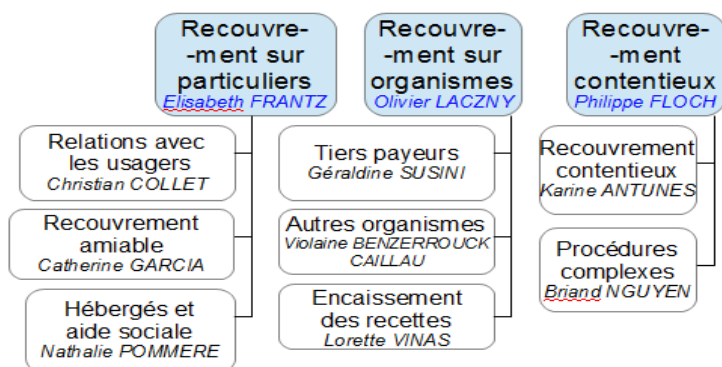 Recouvre-
-ment sur
particuliers
Elisabeth FRANTZ
Relations avec
les usagers
Christian COLLET
Recouvrement
amiable
Catherine GARCIA
Hébergés et
aide sociale
Nathalie POMMERE
Recouvre-
-ment sur
organismes
Olivier LACZNY
Tiers payeurs
Géraldine SUSINI
Autres organismes
Violaine BENZERROUCK
CAILLAU
Encaissement
des recettes
Lorette VINAS
Recouvre-
-ment
contentieux
Philippe FLOCH
Recouvrement
contentieux
Karine ANTUNES
Procédures
complexes
Briand NGUYEN